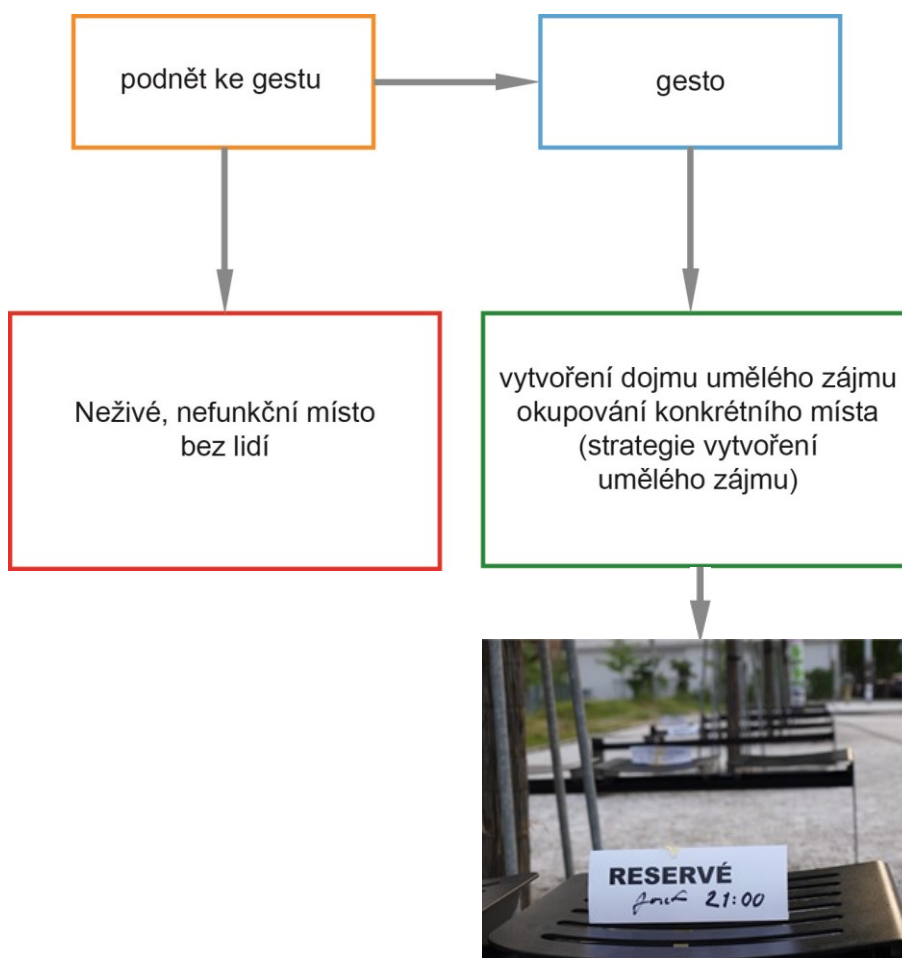 podnět ke gestu
gesto
Neživé, nefunkční místo
bez lidí
vytvoření dojmu umělého zájmu
okupování konkrétního místa
(strategie vytvoření
umělého zájmu)
RESERVÉ
21:00